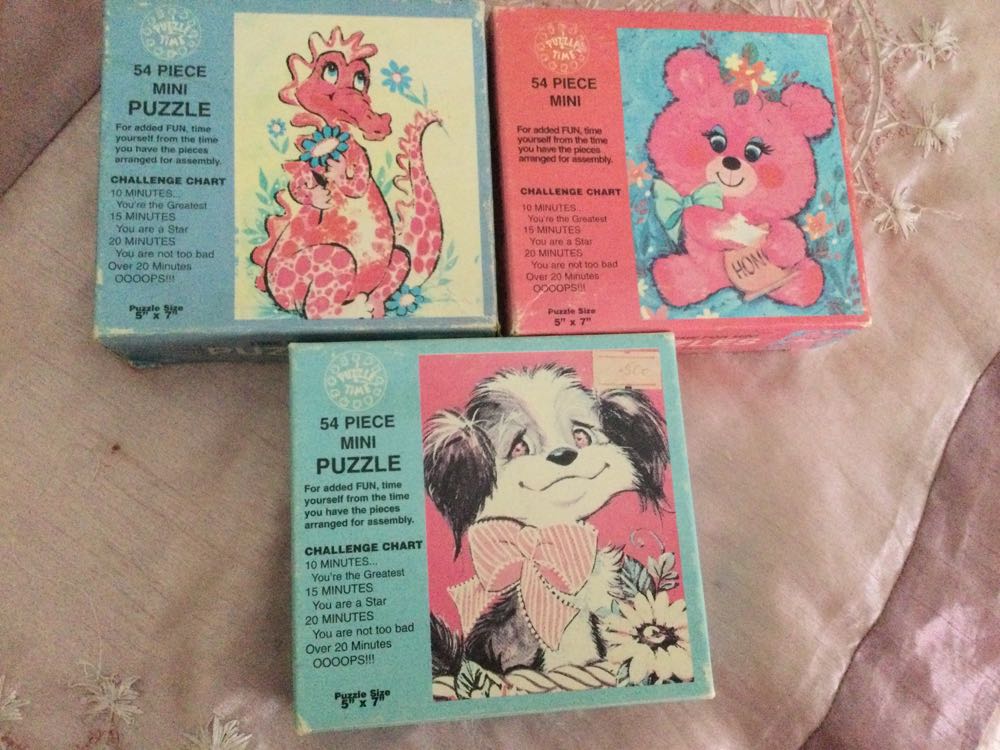 PUZZLE
TIME
54 PIECE
MINI
PUZZLE
For added FUN, time
yourself from the time
you have the pieces
arranged for assembly.
CHALLENGE CHART
10 MINUTES...
You're the Greatest
15 MINUTES
You are a Star
20 MINUTES
You are not too bad
Over 20 Minutes
OOOOPS!!!
Puzzle Size
5" x 7"
PUZZLE
TIME
54 PIECE
MINI
For added FUN, time
yourself from the time
you have the pieces
arranged for assembly.
CHALLENGE CHART
10 MINUTES...
You're the Greatest
15 MINUTES
You are a Star
20 MINUTES
You are not too bad
Over 20 Minutes
OOOOPS!!!
Puzzle Size
5" x 7"
HON
PUZZLE
TIME
54 PIECE
MINI
PUZZLE
For added FUN, time
yourself from the time
you have the pieces
arranged for assembly.
CHALLENGE CHART
10 MINUTES...
You're the Greatest
15 MINUTES
You are a Star
20 MINUTES
You are not too bad
Over 20 Minutes
OOOOPS!!!
Puzzle Size
5" x 7"
50c